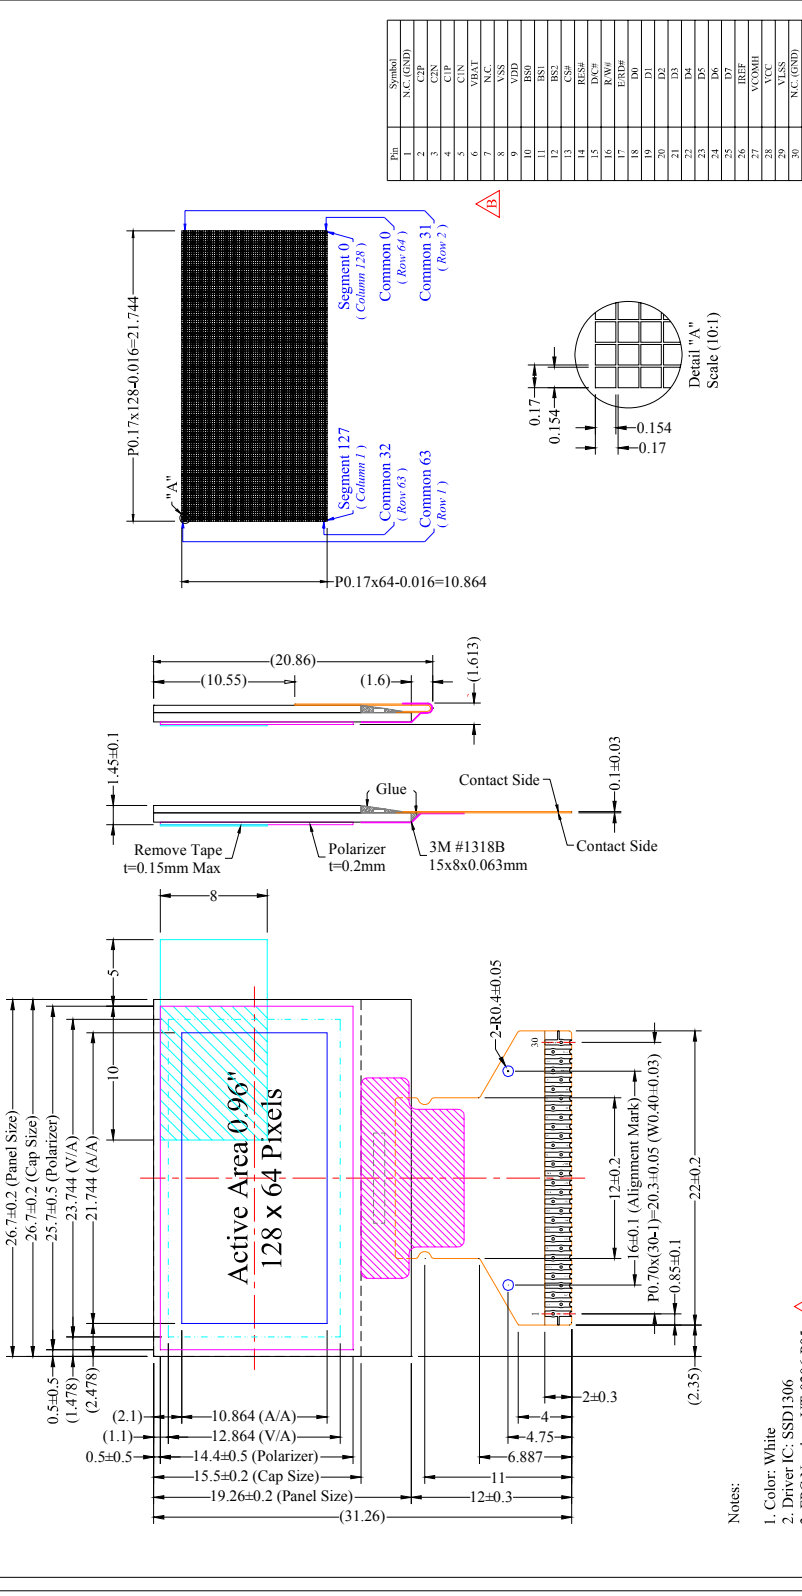 Pin Symbol
1 N.C. (GND)
2 C2P
3 C2N
4 C1P
5 C1N
6 VBAT
7 N.C.
8 VSS
9 VDD
10 BS0
11 BS1
12 BS2
13 CS#
14 RES#
15 D/C#
16 R/W#
17 E/RD#
18 D0
19 D1
20 D2
21 D3
22 D4
23 D5
24 D6
25 D7
26 IREF
27 VCOMH
28 VCC
29 VLSS
30 N.C. (GND)
B
P0.17x128-0.016=21.744
"A"
Segment 127
( Column 1 )
Common 32
( Row 63 )
Common 63
( Row 1 )
Segment 0
( Column 128 )
Common 0
( Row 64 )
Common 31
( Row 2 )
P0.17x64-0.016=10.864
0.17
0.154
0.154
0.17
Detail "A"
Scale (10:1)
(20.86)
(10.55)
(1.6)
(1.613)
1.45±0.1
Glue
Contact Side
0.1±0.03
Remove Tape
t=0.15mm Max
Polarizer
t=0.2mm
3M #1318B
15x8x0.063mm
Contact Side
8
5
10
26.7±0.2 (Panel Size)
26.7±0.2 (Cap Size)
25.7±0.5 (Polarizer)
23.744 (V/A)
21.744 (A/A)
0.5±0.5
(1.478)
(2.478)
Active Area 0.96"
128 x 64 Pixels
2-R0.4±0.05
30
1
12±0.2
16±0.1 (Alignment Mark)
P0.70x(30-1)=20.3±0.05 (W0.40±0.03)
0.85±0.1
22±0.2
(2.35)
(2.1)
10.864 (A/A)
(1.1)
12.864 (V/A)
0.5±0.5
14.4±0.5 (Polarizer)
15.5±0.2 (Cap Size)
19.26±0.2 (Panel Size)
(31.26)
2±0.3
4
4.75
6.887
11
12±0.3
Notes:
1. Color: White
2. Driver IC: SSD1306